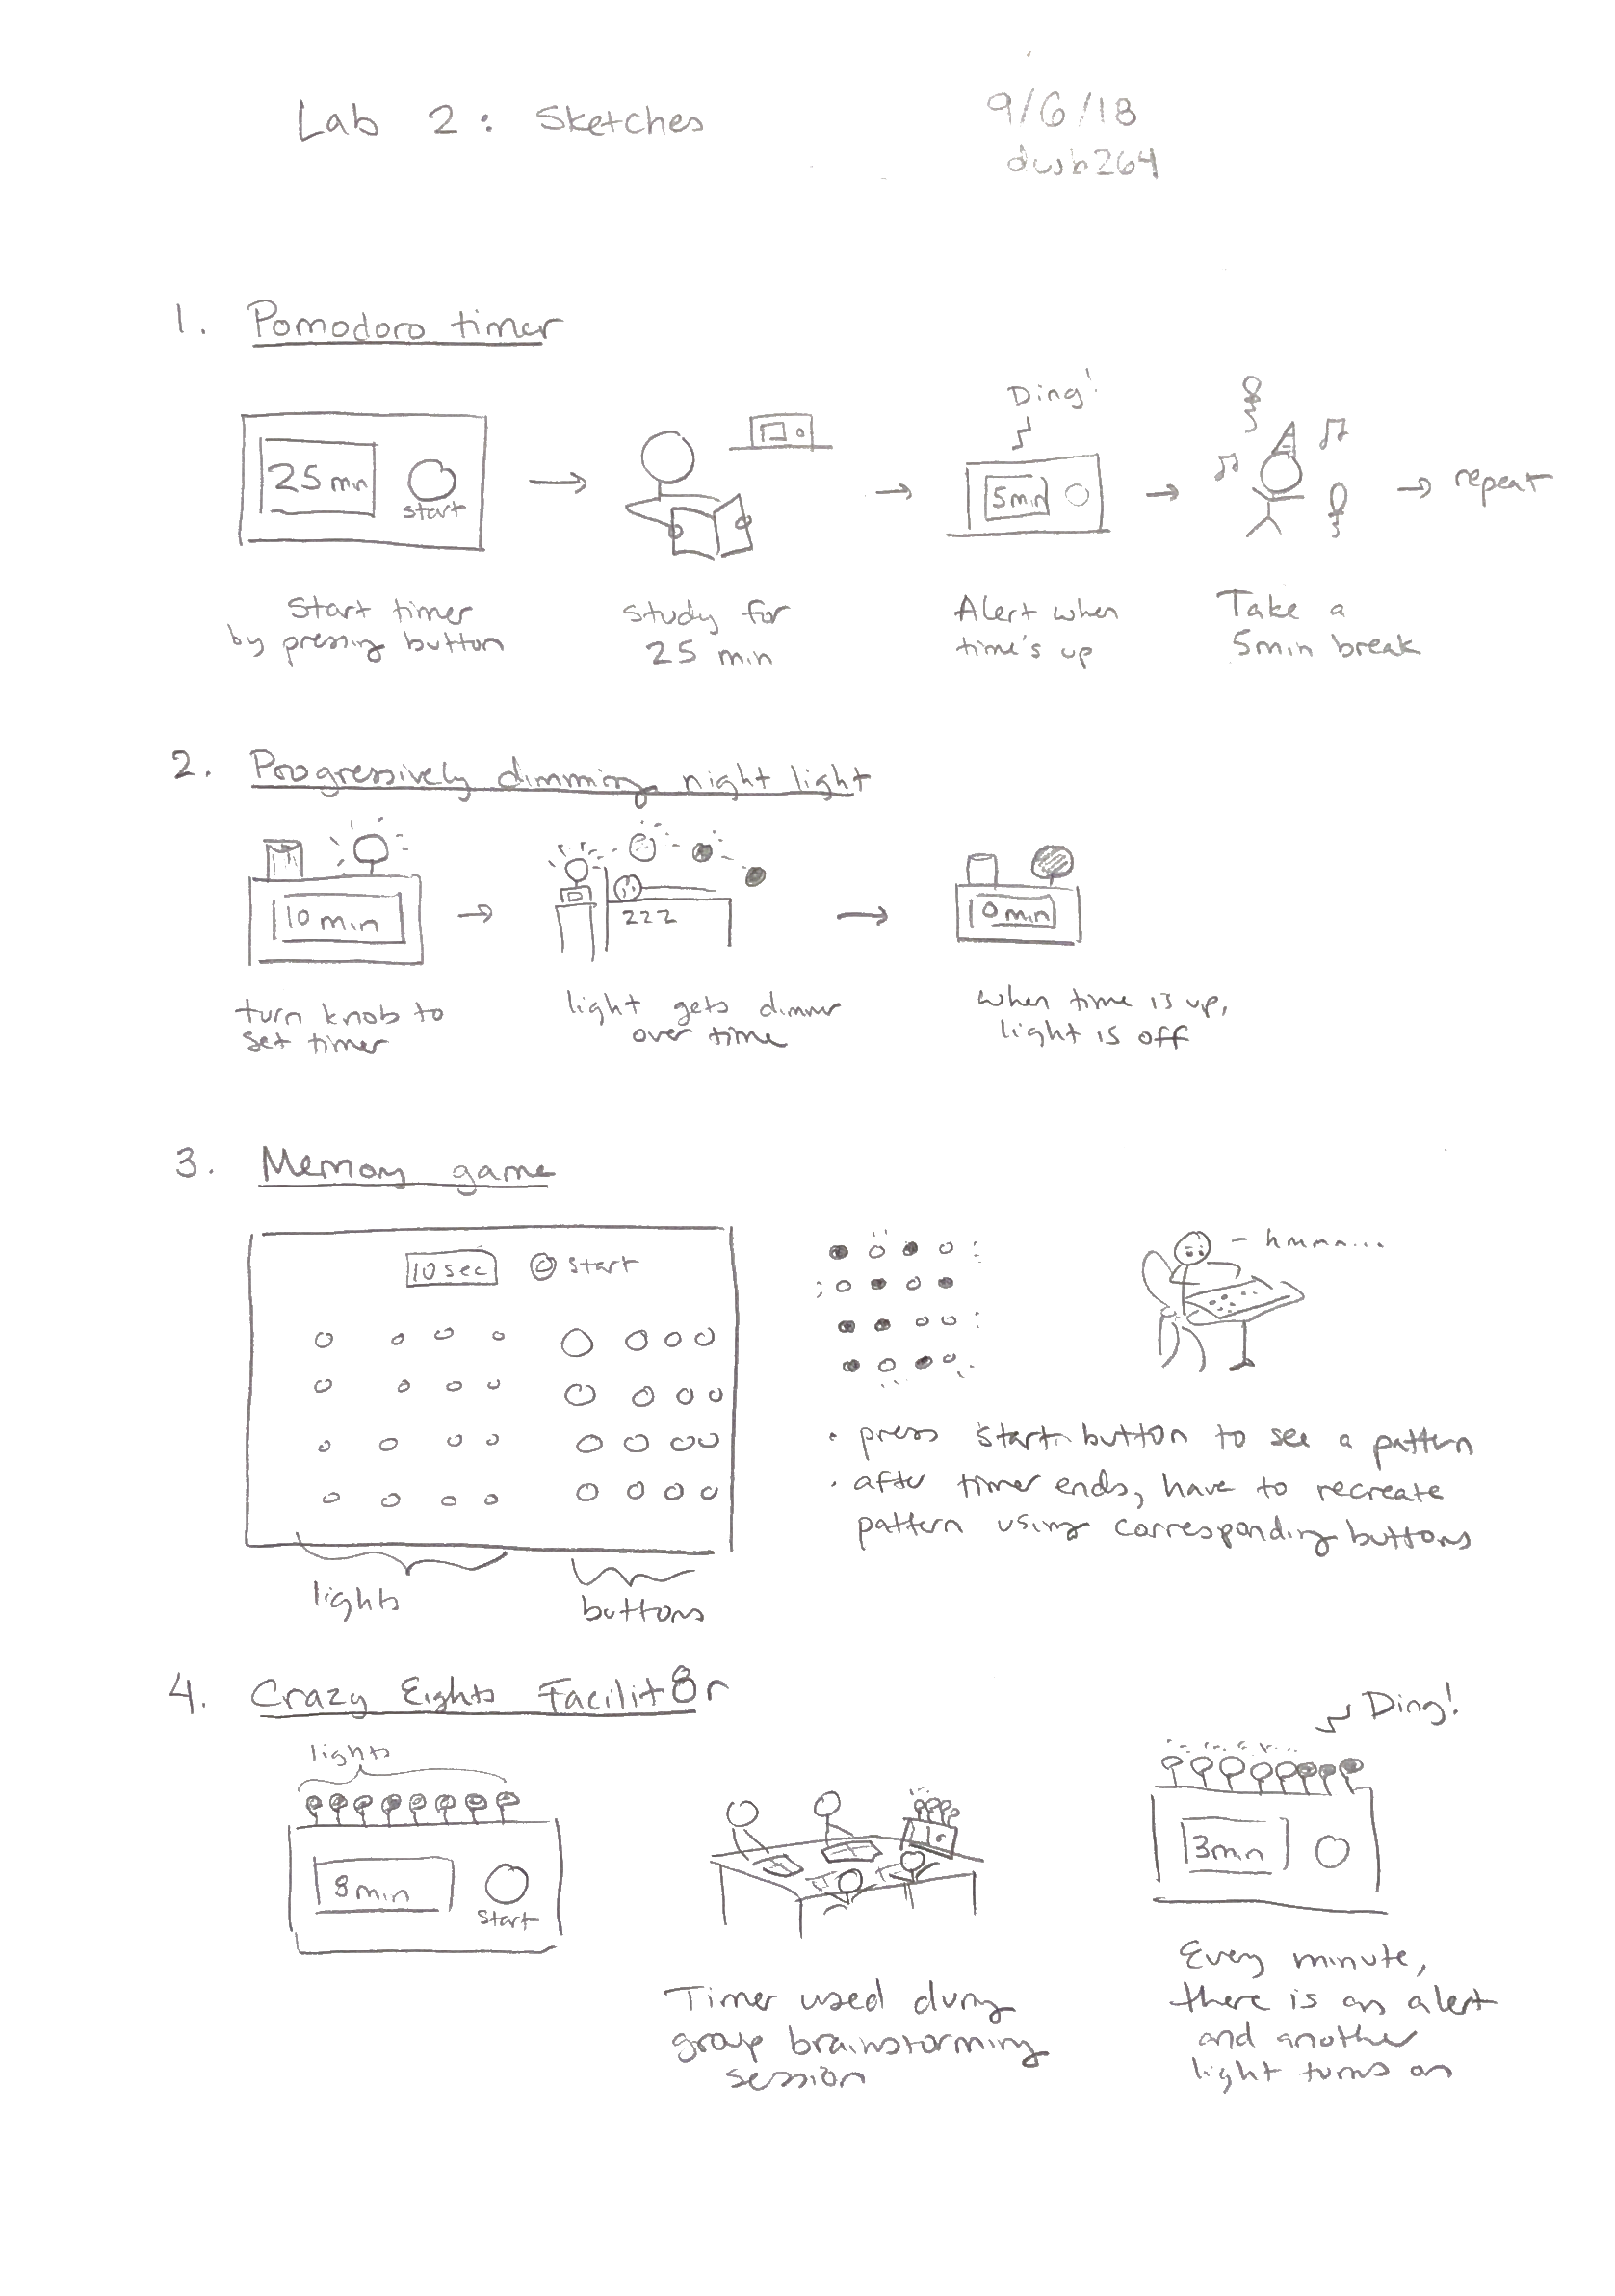 Lab 2: Sketches
9/6/18
dwb264
1. Pomodoro timer
25 min
start
Ding!
5min
repeat
Start timer
by pressing button
study for
25 min
Alert when
time's up
Take a
5min break
2. Progressively dimming night light
10 min
zzz
0 min
turn knob to
set timer
light gets dimmer
over time
when time is up,
light is off
3. Memory game
10 sec
start
- hmmm...
• press start button to see a pattern
• after timer ends, have to recreate
pattern using corresponding buttons
lights
buttons
4. Crazy Eights Facilit8r
lights
8 min
start
Ding!
3min
Timer used during
group brainstorming
session
Every minute,
there is an alert
and another
light turns on